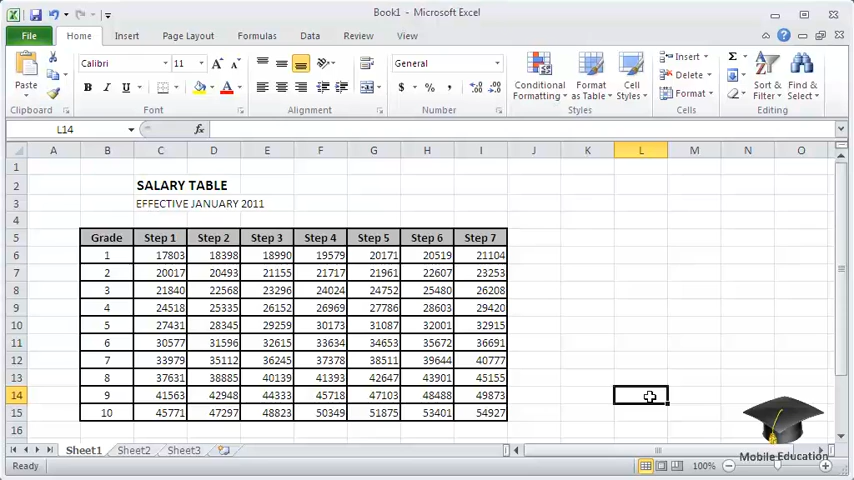 Book1 - Microsoft Excel
File Home Insert Page Layout Formulas Data Review View
Calibri 11 General Insert
Paste Conditional Formatting Format as Table Cell Styles Delete Sort & Filter Find & Select
Format
Clipboard Font Alignment Number Styles Cells Editing
L14 fx
A B C D E F G H I J K L M N O
1
2 SALARY TABLE
3 EFFECTIVE JANUARY 2011
4
5 Grade Step 1 Step 2 Step 3 Step 4 Step 5 Step 6 Step 7
6 1 17803 18398 18990 19579 20171 20519 21104
7 2 20017 20493 21155 21717 21961 22607 23253
8 3 21840 22568 23296 24024 24752 25480 26208
9 4 24518 25335 26152 26969 27786 28603 29420
10 5 27431 28345 29259 30173 31087 32001 32915
11 6 30577 31596 32615 33634 34653 35672 36691
12 7 33979 35112 36245 37378 38511 39644 40777
13 8 37631 38885 40139 41393 42647 43901 45155
14 9 41563 42948 44333 45718 47103 48488 49873
15 10 45771 47297 48823 50349 51875 53401 54927
16
Sheet1 Sheet2 Sheet3
Mobile Education
Ready 100%